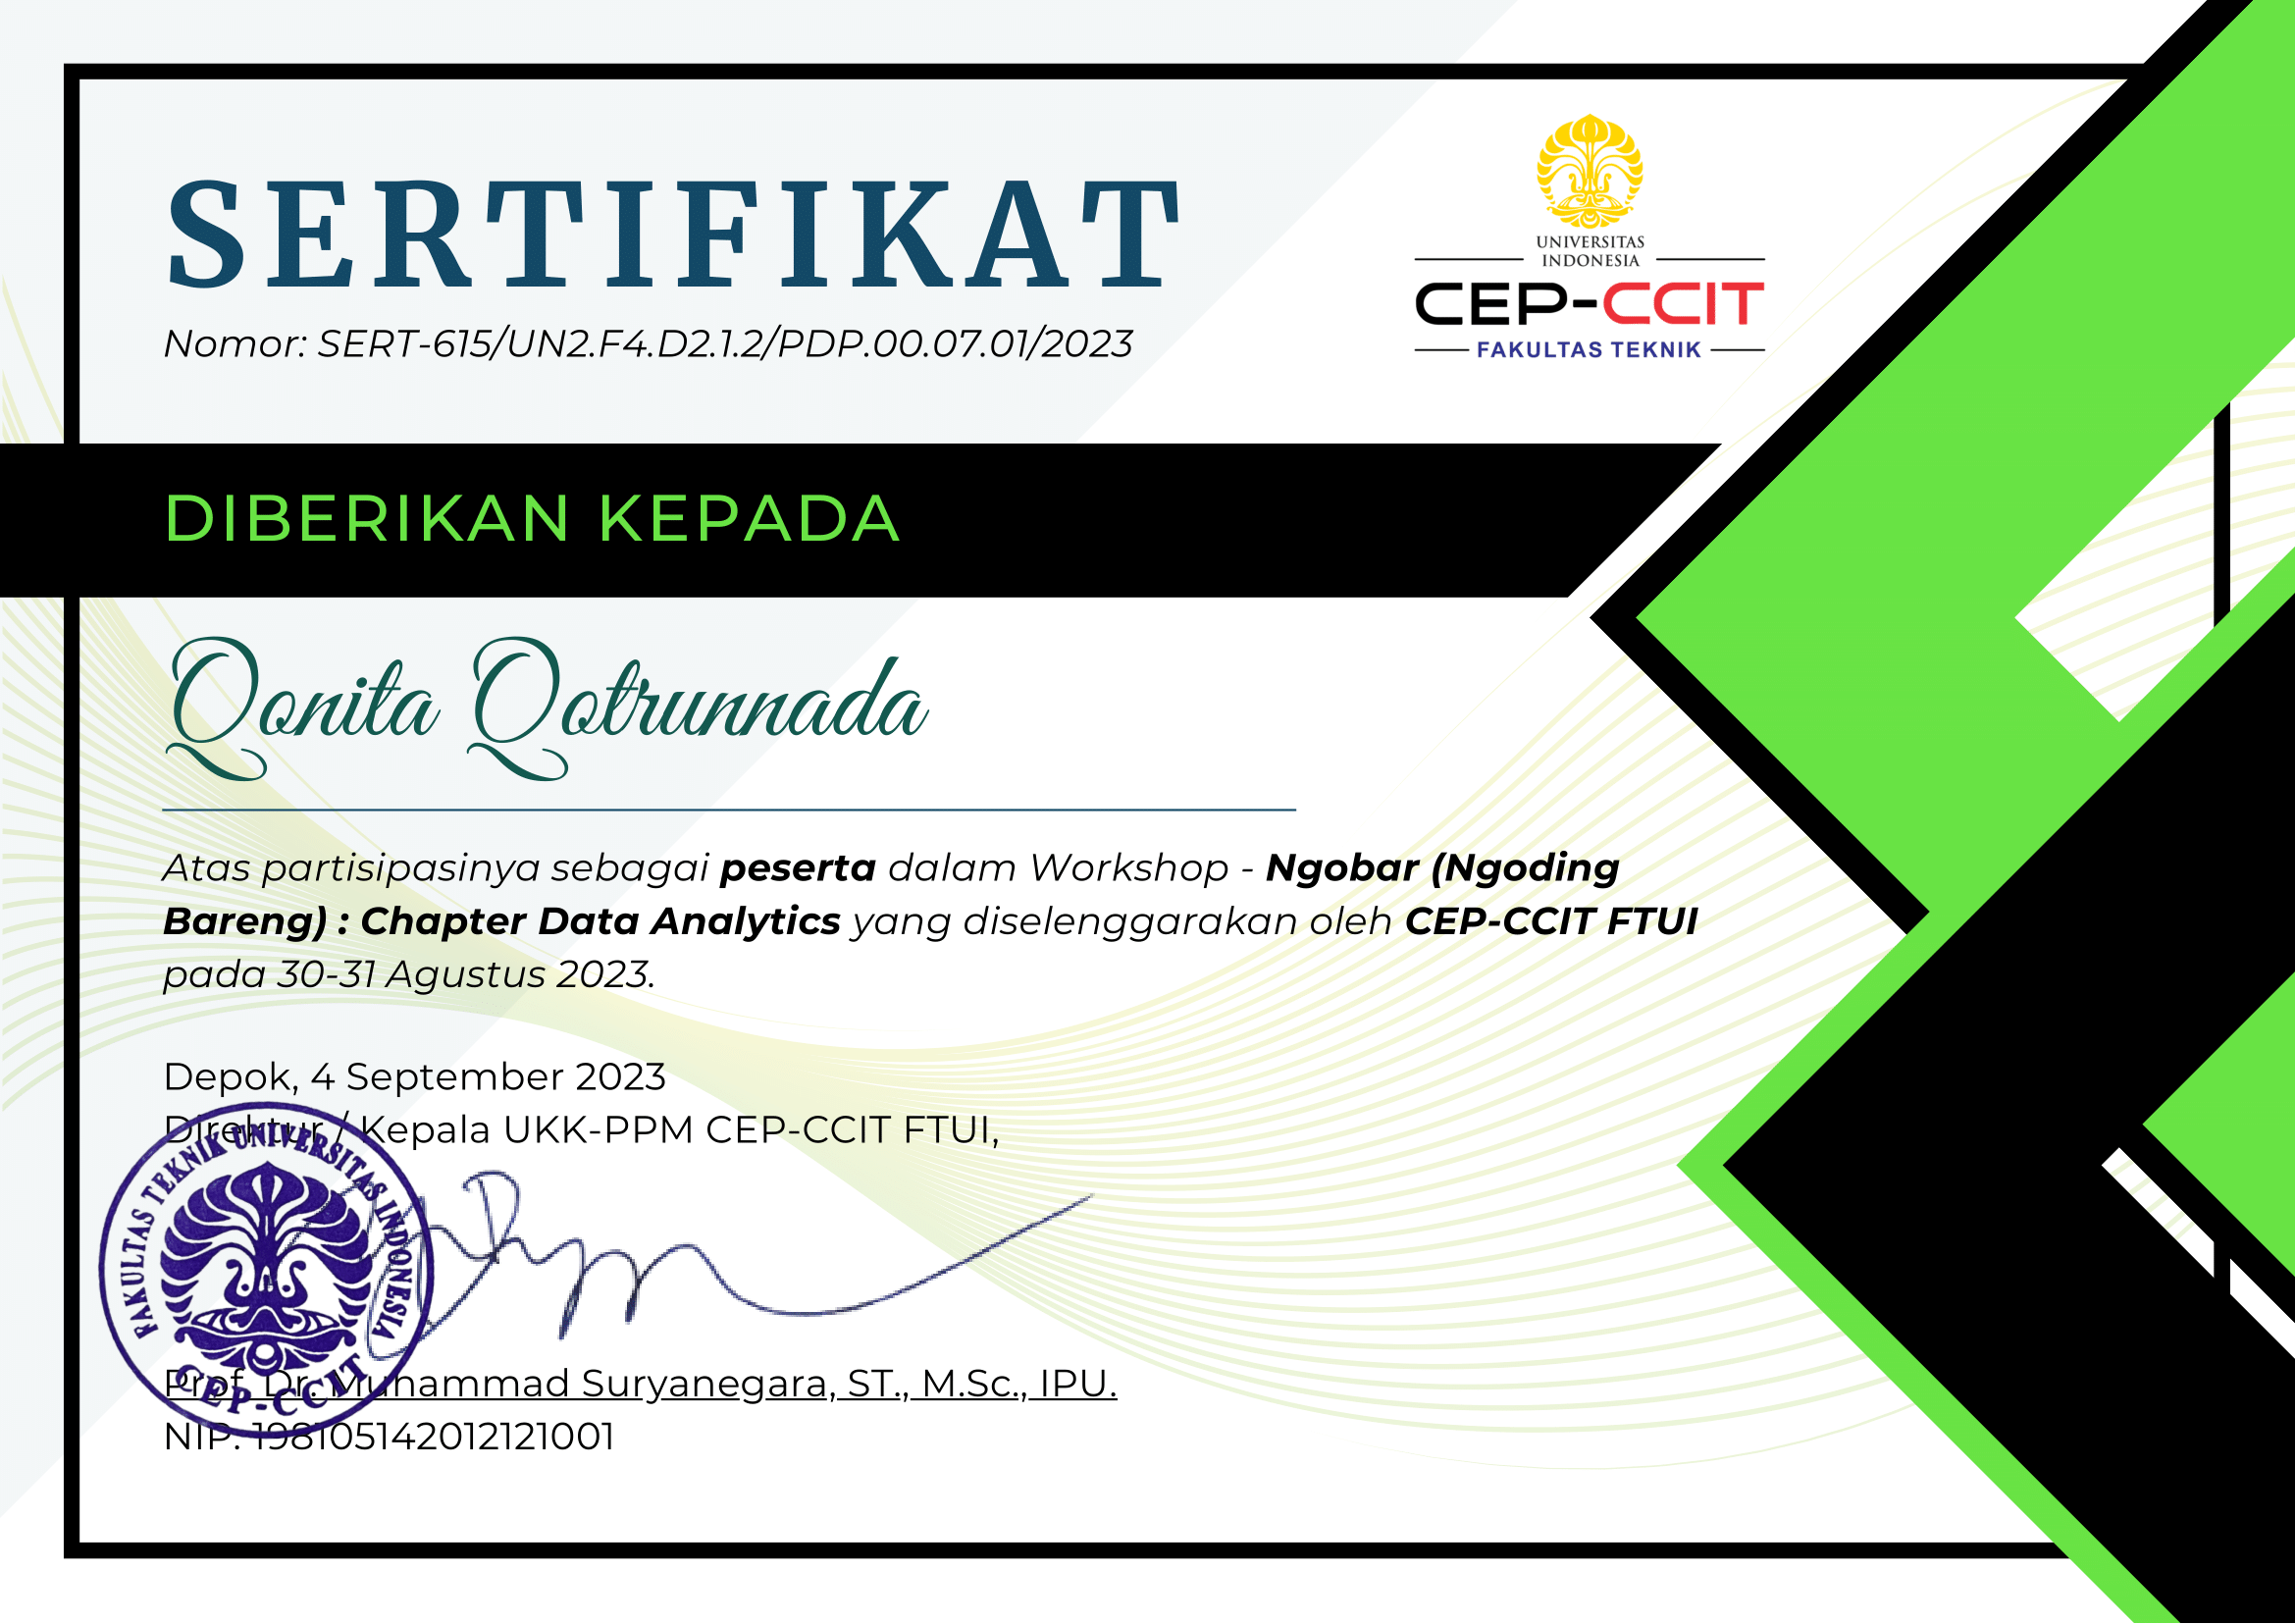 SERTIFIKAT
Nomor: SERT-615/UN2.F4.D2.1.2/PDP.00.07.01/2023
UNIVERSITAS
INDONESIA
CEP-CCIT
FAKULTAS TEKNIK
DIBERIKAN KEPADA
Qonita Qotrunnada
Atas partisipasinya sebagai peserta dalam Workshop - Ngobar (Ngoding
Bareng) : Chapter Data Analytics yang diselenggarakan oleh CEP-CCIT FTUI
pada 30-31 Agustus 2023.
Depok, 4 September 2023
Direktur / Kepala UKK-PPM CEP-CCIT FTUI,
FAKULTAS TEKNIK UNIVERSITAS INDONESIA
CEP-CCIT
Prof. Dr. Muhammad Suryanegara, ST., M.Sc., IPU.
NIP. 198105142012121001